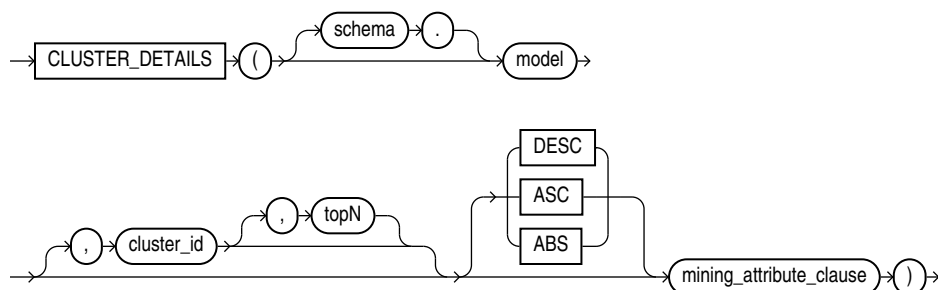 schema .
CLUSTER_DETAILS ( model
DESC
, topN ASC
, cluster_id ABS
mining_attribute_clause )